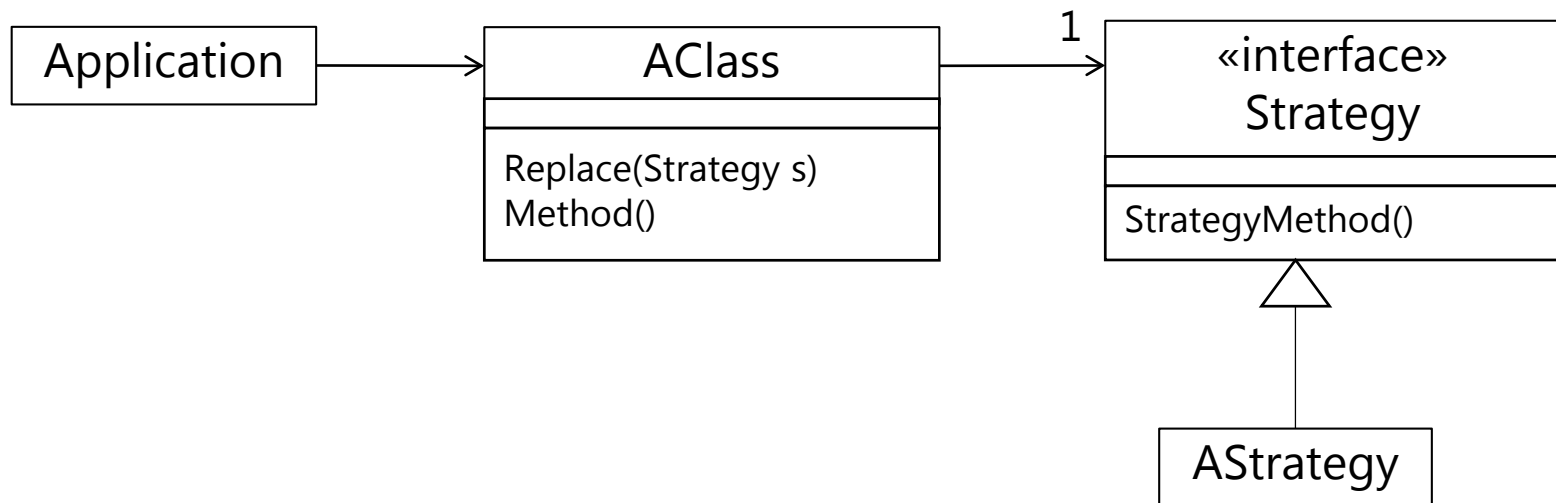 Application
AClass
Replace(Strategy s)
Method()
1
«interface»
Strategy
StrategyMethod()
AStrategy